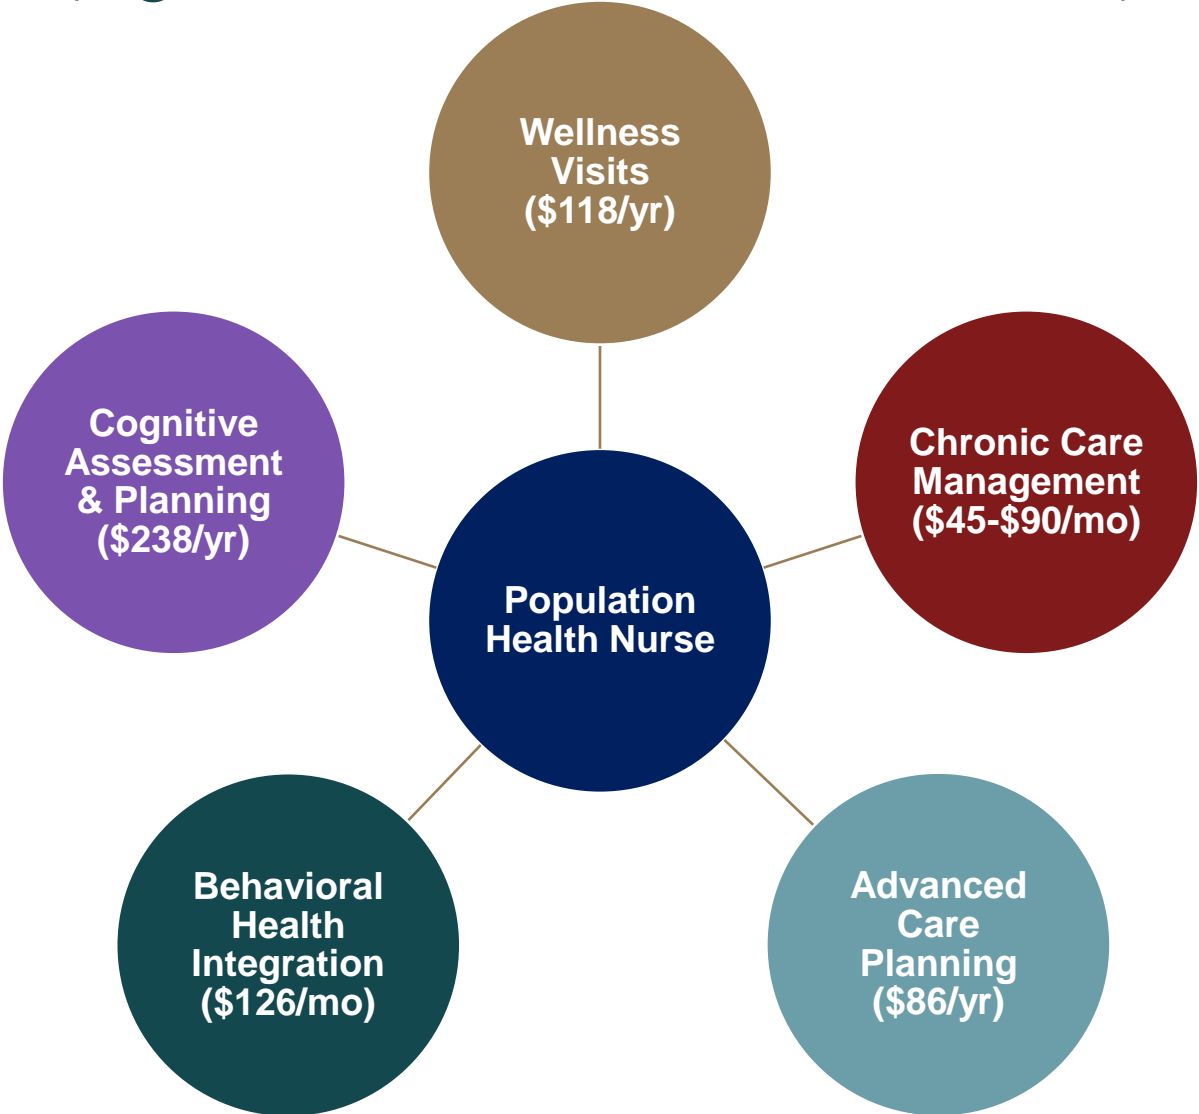 Wellness
Visits
($118/yr)
Cognitive
Assessment
& Planning
($238/yr)
Chronic Care
Management
($45-$90/mo)
Population
Health Nurse
Behavioral
Health
Integration
($126/mo)
Advanced
Care
Planning
($86/yr)